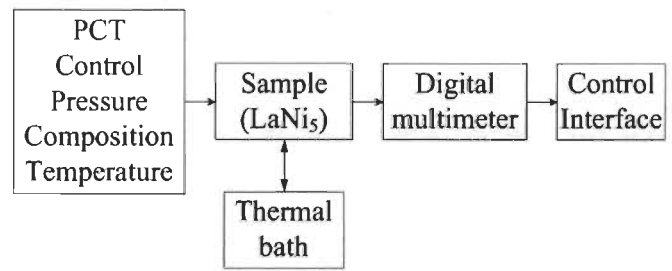 PCT
Control
Pressure
Composition
Temperature
Sample
(LaNi₅)
Digital
multimeter
Control
Interface
Thermal
bath